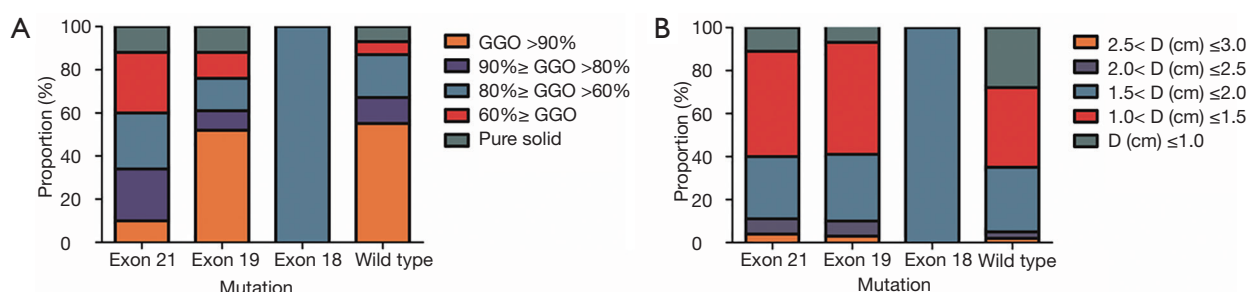 A
Proportion (%)
100
80
60
40
20
0
Exon 21 Exon 19 Exon 18 Wild type
Mutation
GGO >90%
90%≥ GGO >80%
80%≥ GGO >60%
60%≥ GGO
Pure solid
B
Proportion (%)
100
80
60
40
20
0
Exon 21 Exon 19 Exon 18 Wild type
Mutation
2.5< D (cm) ≤3.0
2.0< D (cm) ≤2.5
1.5< D (cm) ≤2.0
1.0< D (cm) ≤1.5
D (cm) ≤1.0